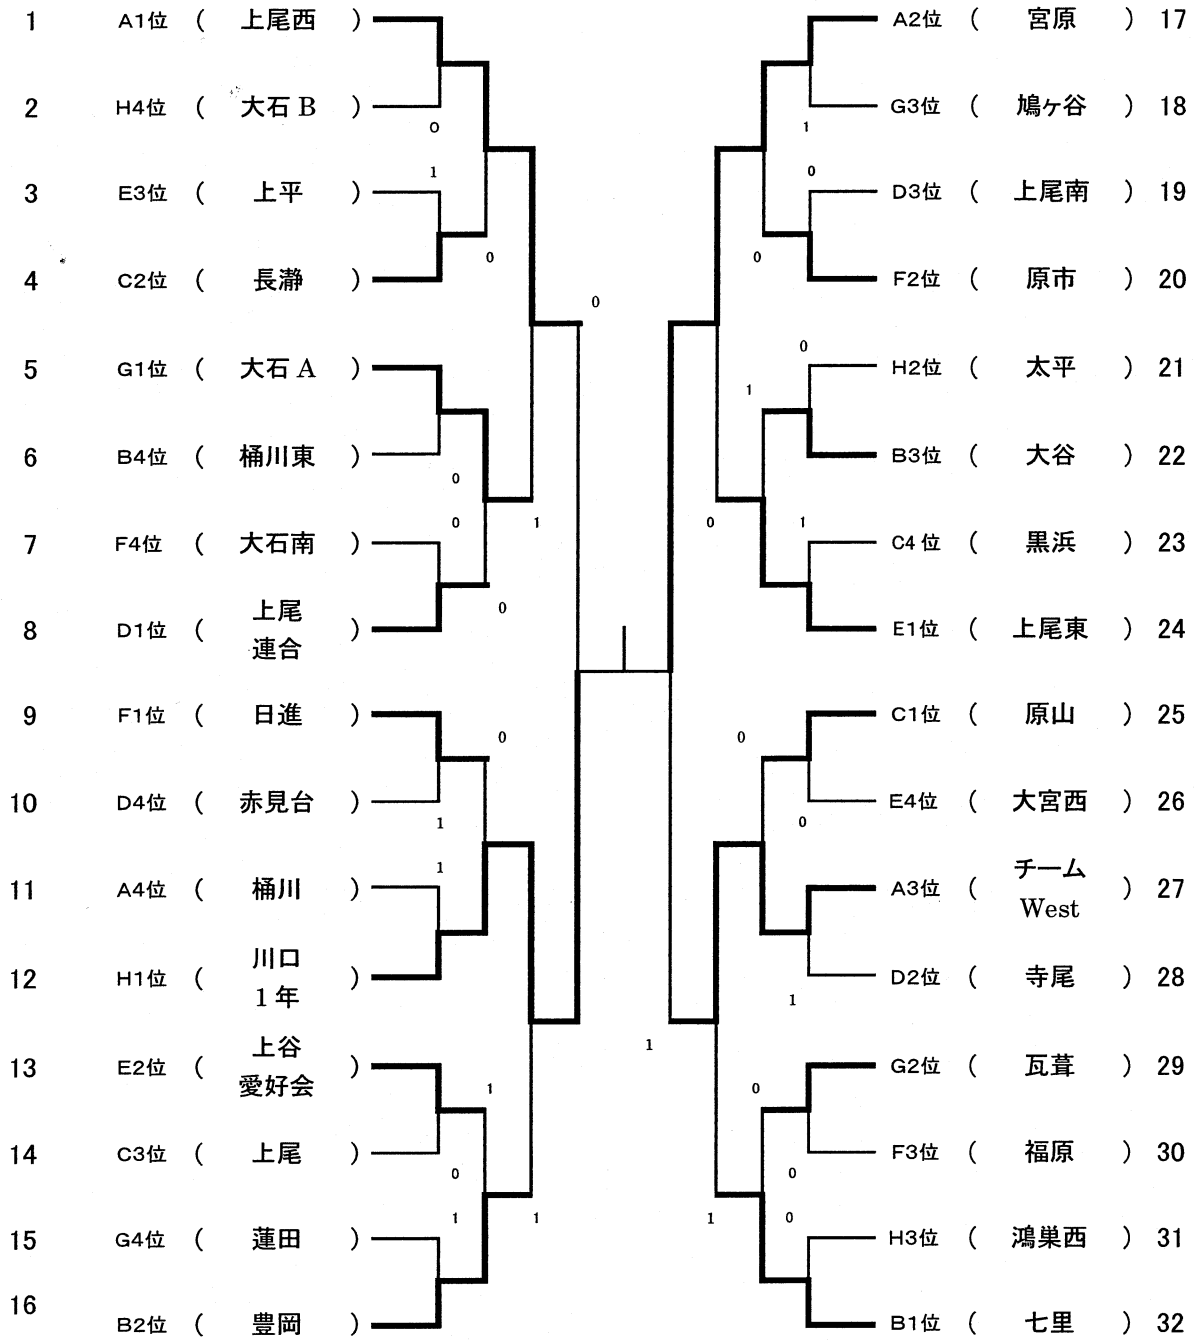 1 A1位 ( 上尾西 )
2 H4位 ( 大石 B )
0
1
3 E3位 ( 上平 )
0
4 C2位 ( 長瀞 )
0
5 G1位 ( 大石 A )
6 B4位 ( 桶川東 )
0
0
1
7 F4位 ( 大石南 )
0
8 D1位 ( 上尾
連合 )
9 F1位 ( 日進 )
0
10 D4位 ( 赤見台 )
1
1
11 A4位 ( 桶川 )
12 H1位 ( 川口
1年 )
1
13 E2位 ( 上谷
愛好会 )
1
14 C3位 ( 上尾 )
0
1
1
15 G4位 ( 蓮田 )
16 B2位 ( 豊岡 )
A2位 ( 宮原 ) 17
G3位 ( 鳩ヶ谷 ) 18
1
0
D3位 ( 上尾南 ) 19
0
F2位 ( 原市 ) 20
0
H2位 ( 太平 ) 21
1
B3位 ( 大谷 ) 22
0
1
C4位 ( 黒浜 ) 23
E1位 ( 上尾東 ) 24
C1位 ( 原山 ) 25
0
E4位 ( 大宮西 ) 26
0
A3位 ( チーム
West ) 27
D2位 ( 寺尾 ) 28
1
G2位 ( 瓦葺 ) 29
0
F3位 ( 福原 ) 30
0
1
0
H3位 ( 鴻巣西 ) 31
B1位 ( 七里 ) 32